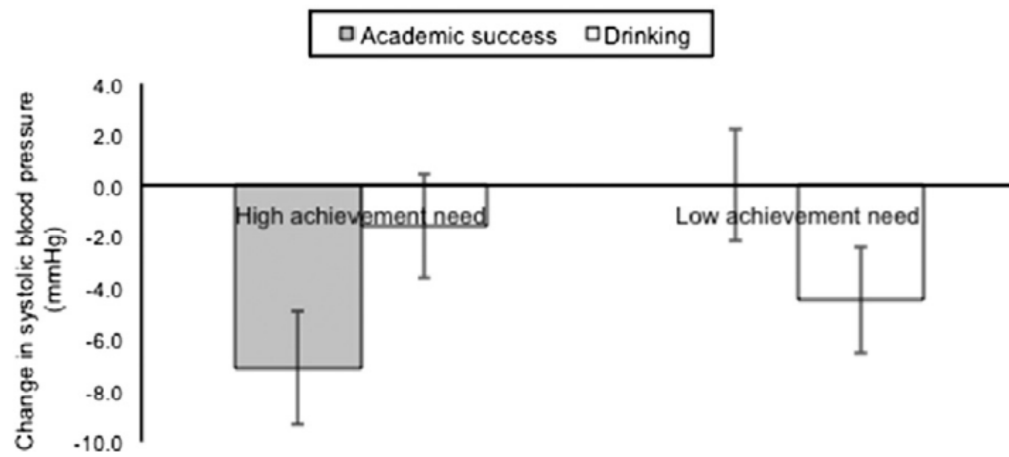 Academic success Drinking
Change in systolic blood pressure
(mmHg)
4.0
2.0
0.0
-2.0
-4.0
-6.0
-8.0
-10.0
High achievement need
Low achievement need